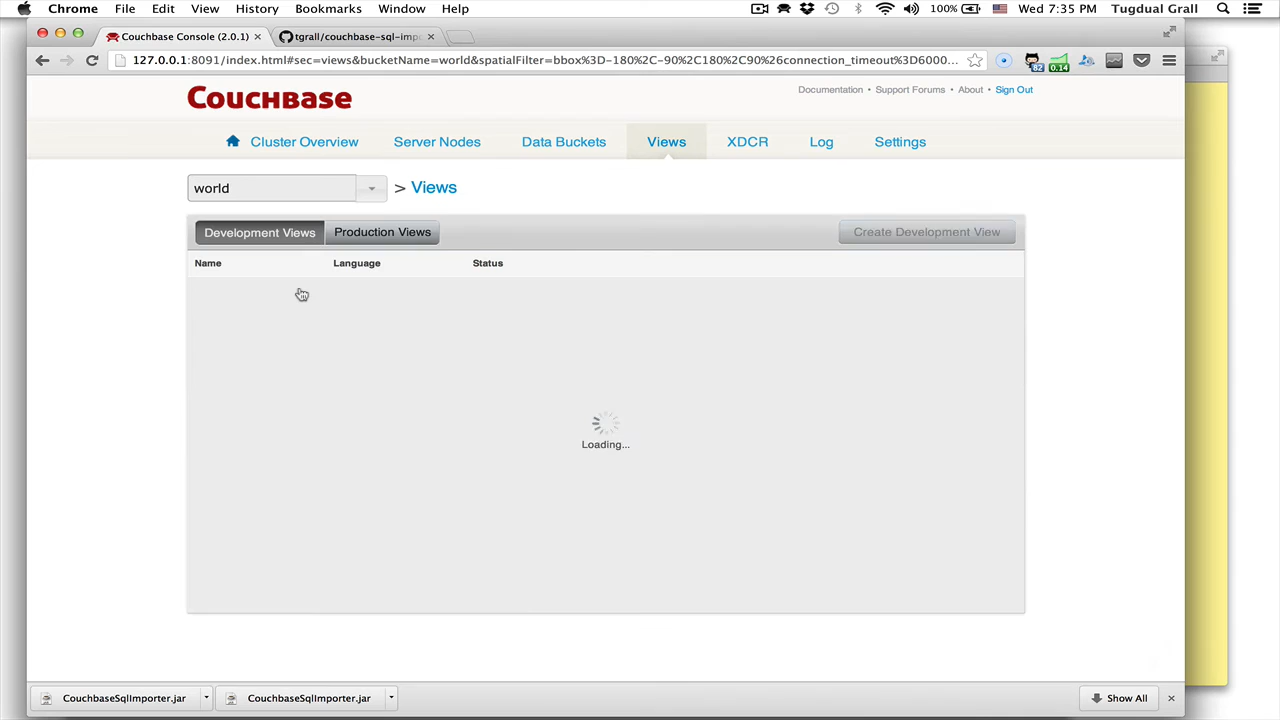 Chrome File Edit View History Bookmarks Window Help 100% Wed 7:35 PM Tugdual Grall
Couchbase Console (2.0.1) tgrall/couchbase-sql-impo
127.0.0.1:8091/index.html#sec=views&bucketName=world&spatialFilter=bbox%3D-180%2C-90%2C180%2C90%26connection_timeout%3D6000...
82 0.14
COUCHBASE
Documentation • Support Forums • About • Sign Out
Cluster Overview Server Nodes Data Buckets Views XDCR Log Settings
world > Views
Development Views Production Views Create Development View
Name Language Status
Loading...
CouchbaseSqlImporter.jar CouchbaseSqlImporter.jar Show All